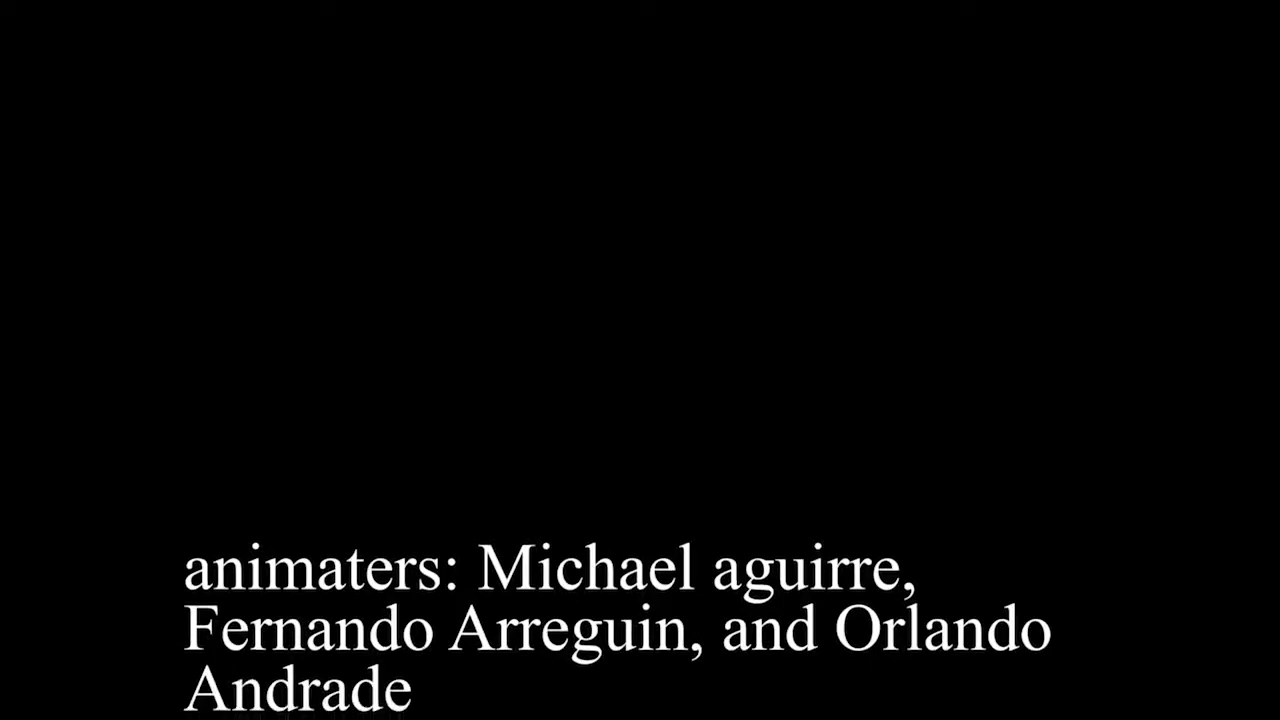 animaters: Michael aguirre,
Fernando Arreguin, and Orlando
Andrade